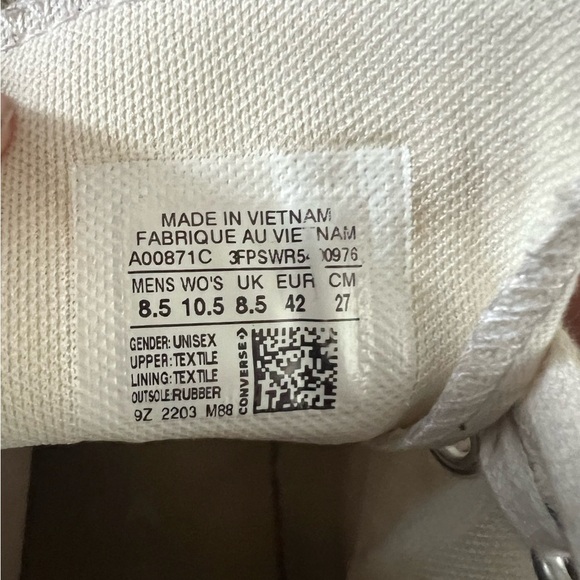 MADE IN VIETNAM
FABRIQUE AU VIETNAM
A00871C 00976
MENS WO'S UK EUR CM
8.5 10.5 8.5 42 27
GENDER: UNISEX
UPPER: TEXTILE
LINING: TEXTILE
OUTSOLE:RUBBER
9Z 2203 M88
CONVERSE